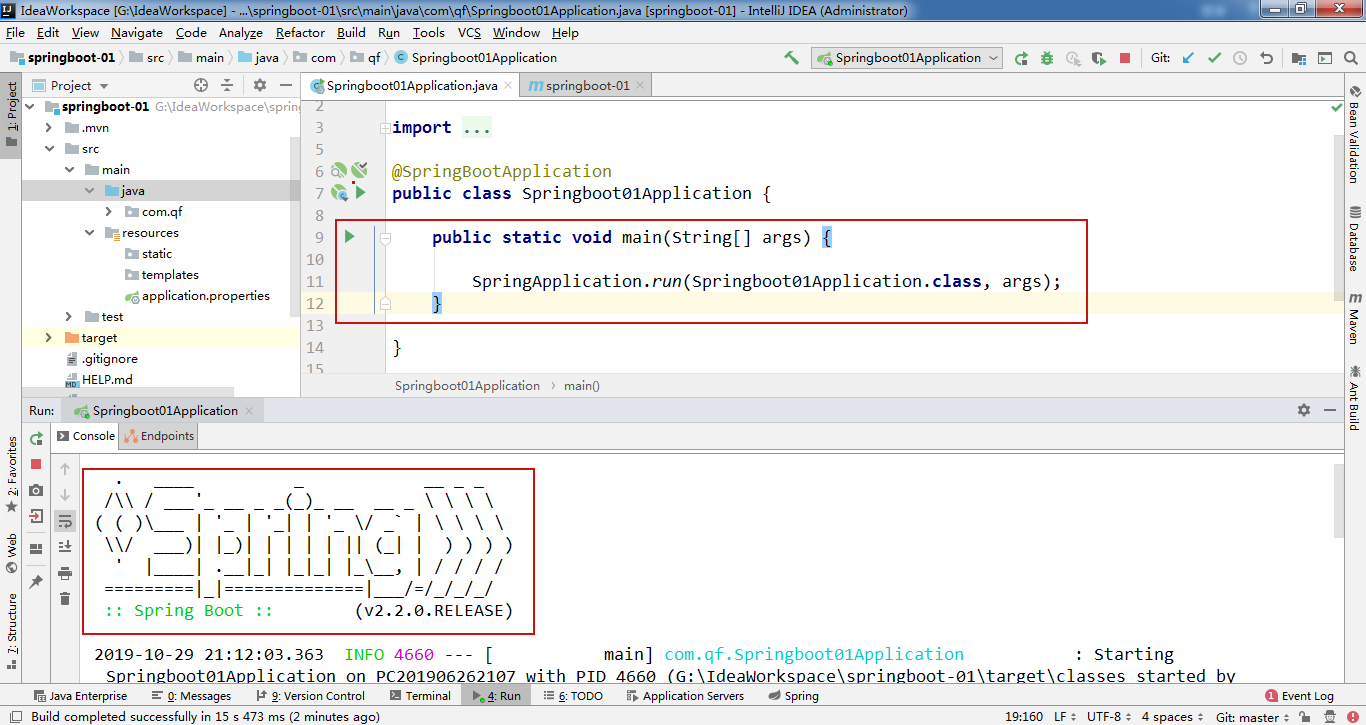 IdeaWorkspace [G:\IdeaWorkspace] - ...\springboot-01\src\main\java\com\qf\Springboot01Application.java [springboot-01] - IntelliJ IDEA (Administrator)
File Edit View Navigate Code Analyze Refactor Build Run Tools VCS Window Help
springboot-01 src main java com qf Springboot01Application Springboot01Application Git:
1: Project
Project
springboot-01 G:\IdeaWorkspace\spring
.mvn
src
main
java
com.qf
resources
static
templates
application.properties
test
target
.gitignore
HELP.md
Springboot01Application.java springboot-01
2
3 import ...
5
6 @SpringBootApplication
7 public class Springboot01Application {
8
9 public static void main(String[] args) {
10
11 SpringApplication.run(Springboot01Application.class, args);
12 }
13
14 }
15
Springboot01Application › main()
Bean Validation
Database
Maven
Ant Build
Run: Springboot01Application
Console Endpoints
2: Favorites
Web
7: Structure
  .   ____          _            __ _ _
 /\\ / ___'_ __ _ _(_)_ __  __ _ \ \ \ \
( ( )\___ | '_ | '_| | '_ \/ _` | \ \ \ \
 \\/  ___)| |_)| | | | | || (_| |  ) ) ) )
  '  |____| .__|_| |_|_| |_\__, | / / / /
 =========|_|==============|___/=/_/_/_/
 :: Spring Boot ::        (v2.2.0.RELEASE)
2019-10-29 21:12:03.363  INFO 4660 --- [           main] com.qf.Springboot01Application           : Starting
Springboot01Application on PC201906262107 with PID 4660 (G:\IdeaWorkspace\springboot-01\target\classes started by
Java Enterprise 0: Messages 9: Version Control Terminal 4: Run 6: TODO Application Servers Spring 1 Event Log
Build completed successfully in 15 s 473 ms (2 minutes ago) 19:160 LF UTF-8 4 spaces Git: master